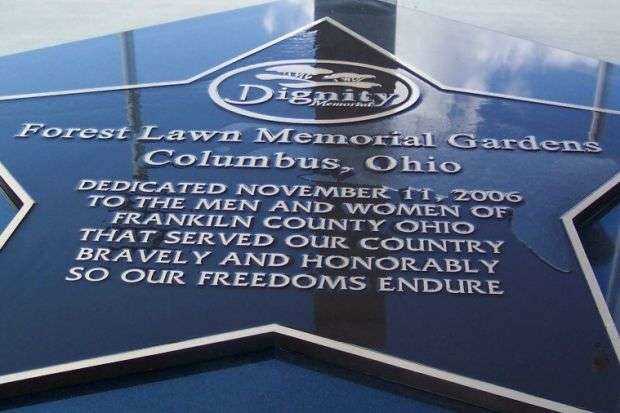 Dignity
Memorial
Forest Lawn Memorial Gardens
Columbus, Ohio
DEDICATED NOVEMBER 11, 2006
TO THE MEN AND WOMEN OF
FRANKILN COUNTY OHIO
THAT SERVED OUR COUNTRY
BRAVELY AND HONORABLY
SO OUR FREEDOMS ENDURE